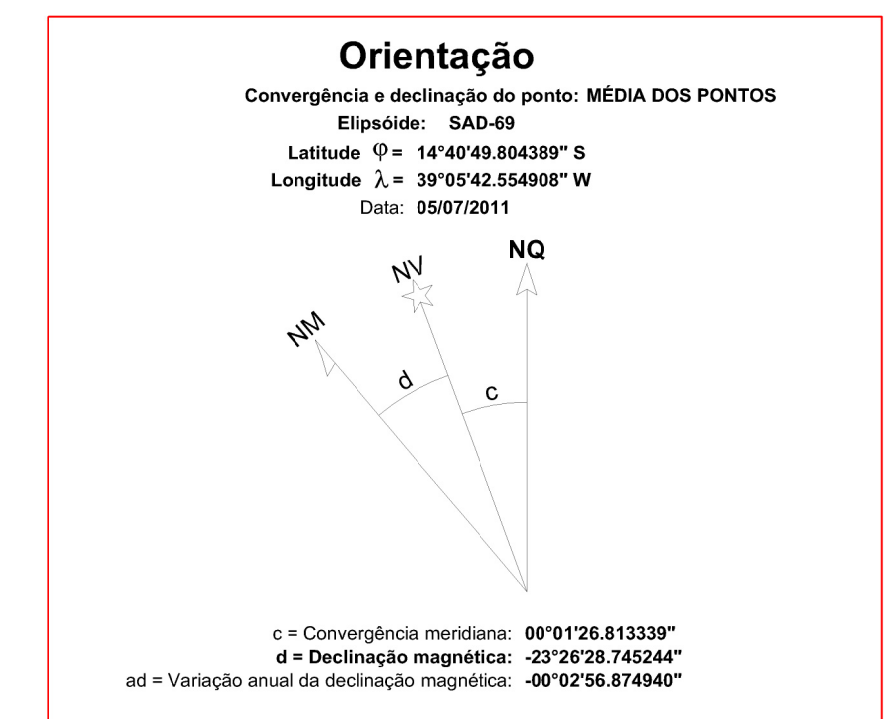 Orientação
Convergência e declinação do ponto: MÉDIA DOS PONTOS
Elipsóide: SAD-69
Latitude φ = 14°40'49.804389" S
Longitude λ = 39°05'42.554908" W
Data: 05/07/2011
NQ
NV
NM
d
c
c = Convergência meridiana: 00°01'26.813339"
d = Declinação magnética: -23°26'28.745244"
ad = Variação anual da declinação magnética: -00°02'56.874940"